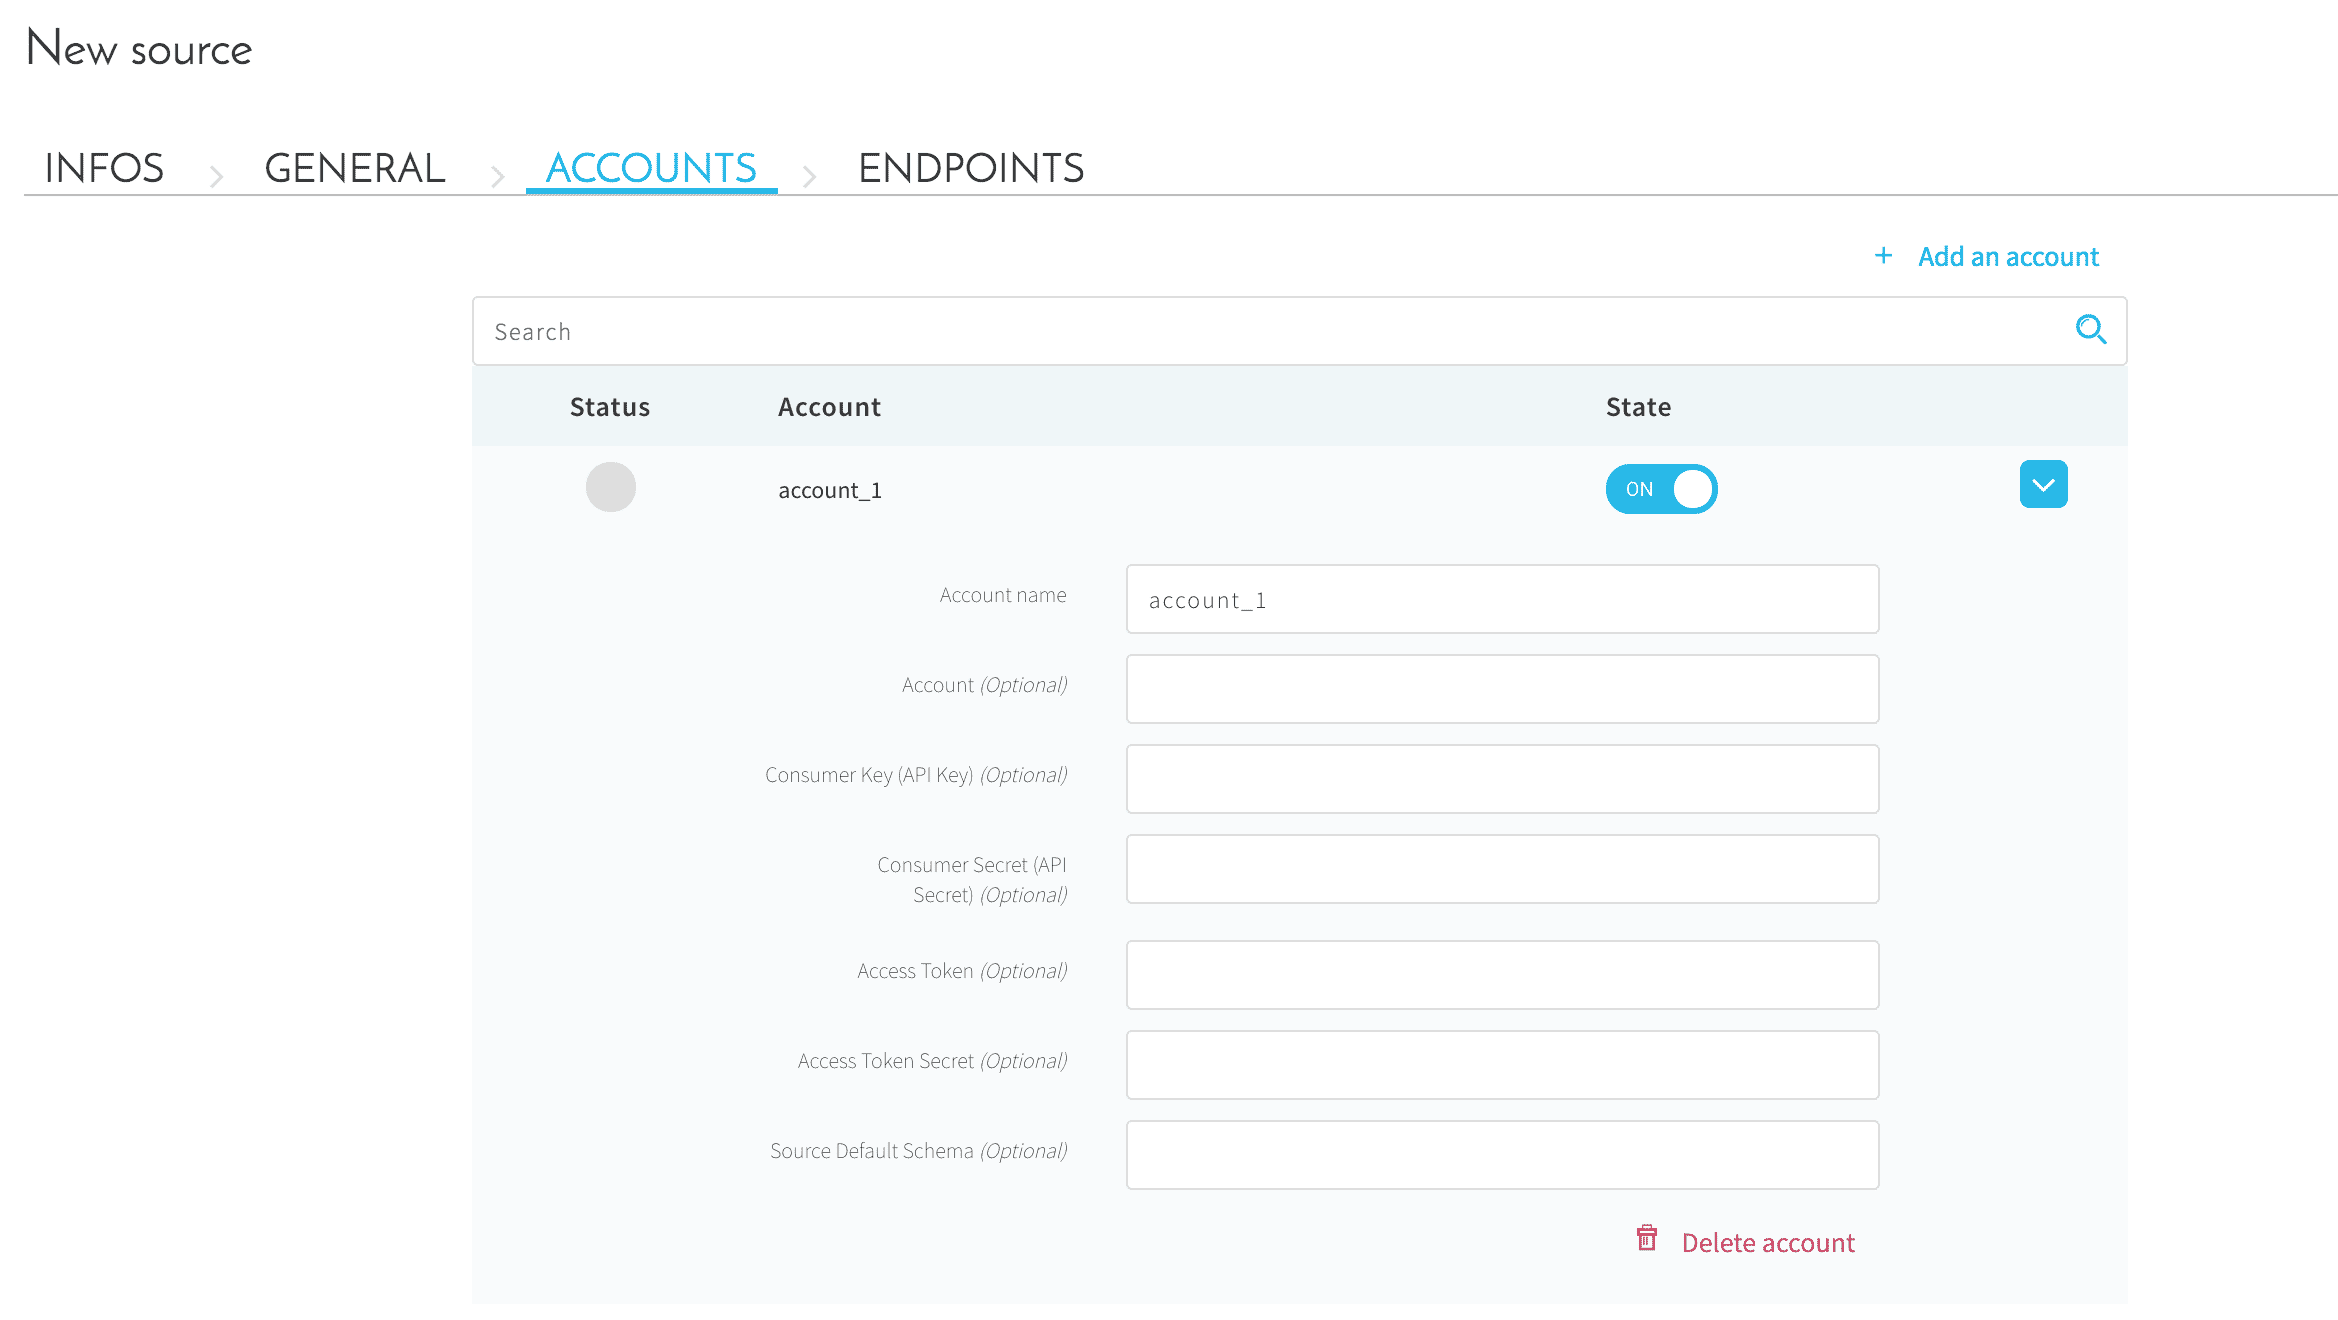 New source
INFOS GENERAL ACCOUNTS ENDPOINTS
+ Add an account
Search
Status Account State
account_1 ON
Account name account_1
Account (Optional)
Consumer Key (API Key) (Optional)
Consumer Secret (API
Secret) (Optional)
Access Token (Optional)
Access Token Secret (Optional)
Source Default Schema (Optional)
Delete account